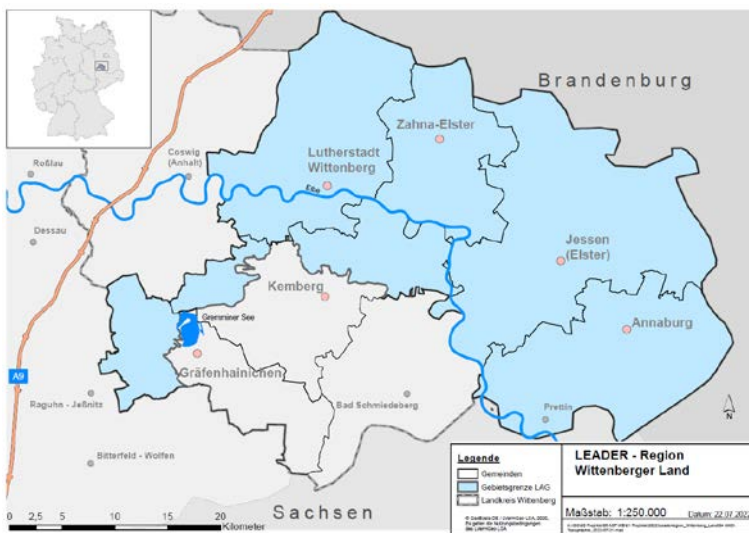 Brandenburg
Zahna-Elster
Lutherstadt
Wittenberg
Coswig
(Anhalt)
Roßlau
Elbe
Dessau
Jessen
(Elster)
Kemberg
Gremminer See
Annaburg
Gräfenhainichen
A9
Raguhn - Jeßnitz
Bad Schmiedeberg
Prettin
N
Bitterfeld - Wolfen
Sachsen
0 2,5 5 10 15 20
Kilometer
Legende
Gemeinden
Gebietsgrenze LAG
Landkreis Wittenberg
LEADER - Region
Wittenberger Land
Maßstab: 1:250.000